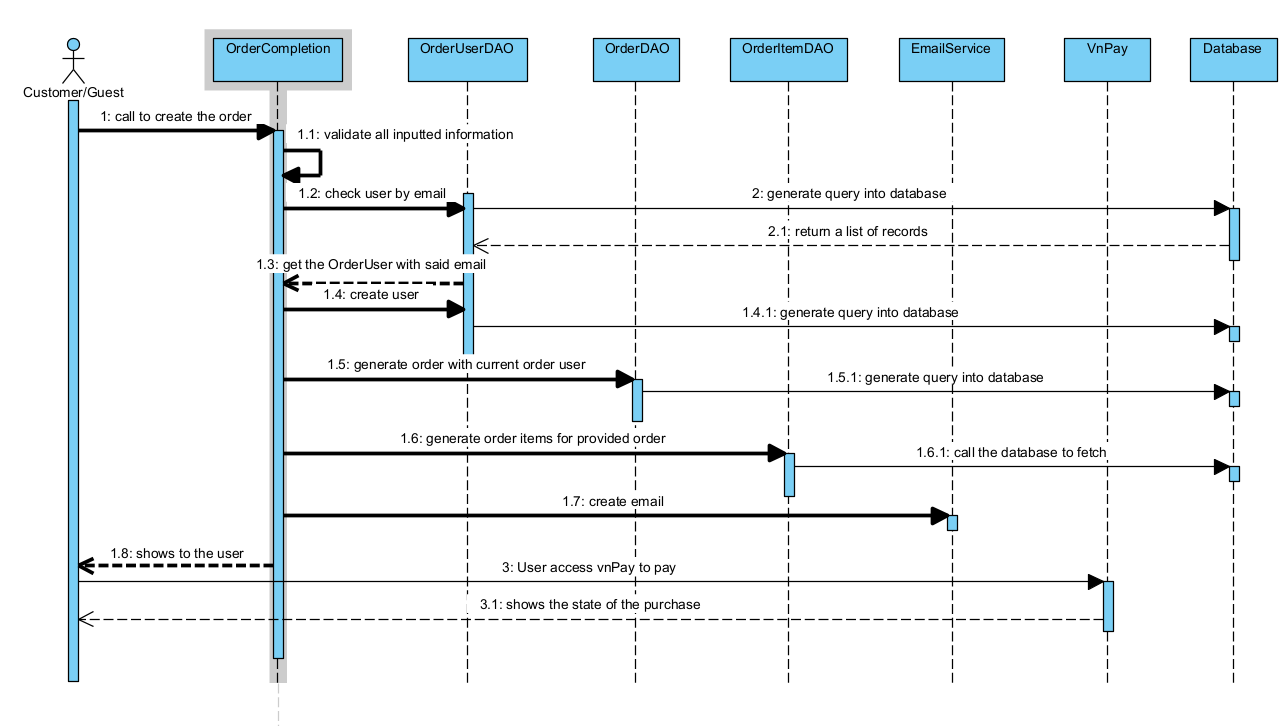 OrderCompletion
OrderUserDAO
OrderDAO
OrderItemDAO
EmailService
VnPay
Database
Customer/Guest
1: call to create the order
1.1: validate all inputted information
1.2: check user by email
2: generate query into database
2.1: return a list of records
1.3: get the OrderUser with said email
1.4: create user
1.4.1: generate query into database
1.5: generate order with current order user
1.5.1: generate query into database
1.6: generate order items for provided order
1.6.1: call the database to fetch
1.7: create email
1.8: shows to the user
3: User access vnPay to pay
3.1: shows the state of the purchase